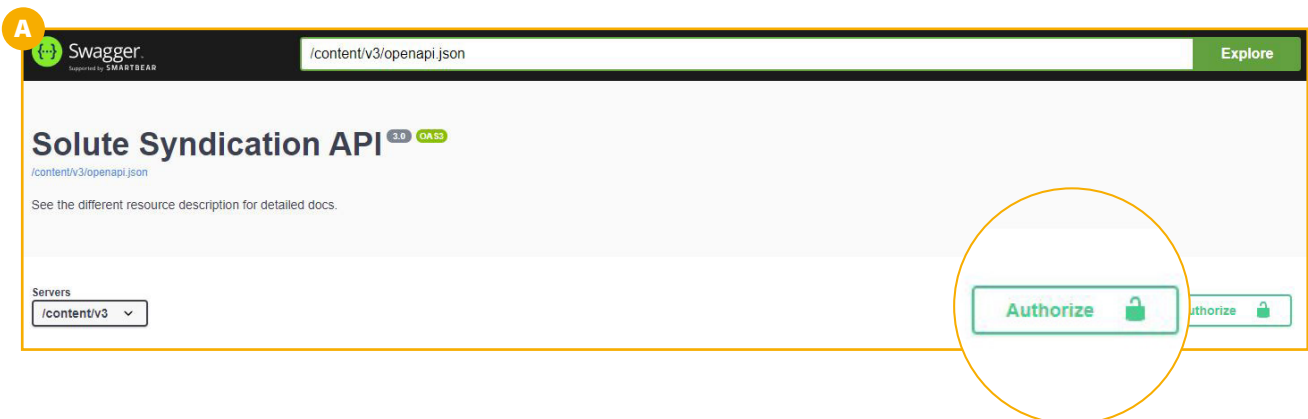 A
Swagger.
Supported by SMARTBEAR
/content/v3/openapi.json
Explore
Solute Syndication API 3.0 OAS3
/content/v3/openapi.json
See the different resource description for detailed docs.
Servers
/content/v3
Authorize
uthorize